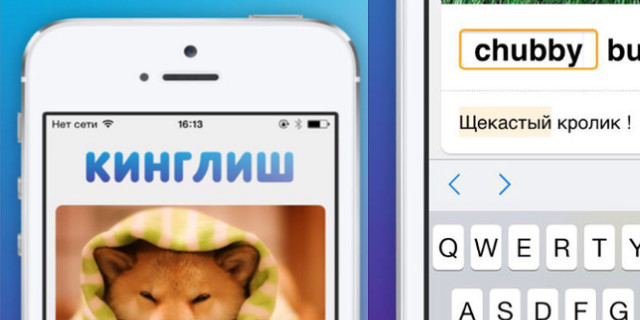 Нет сети 16:13
КИНГЛИШ
chubby bu
Щекастый кролик !
Q W E R T Y
A S D F G